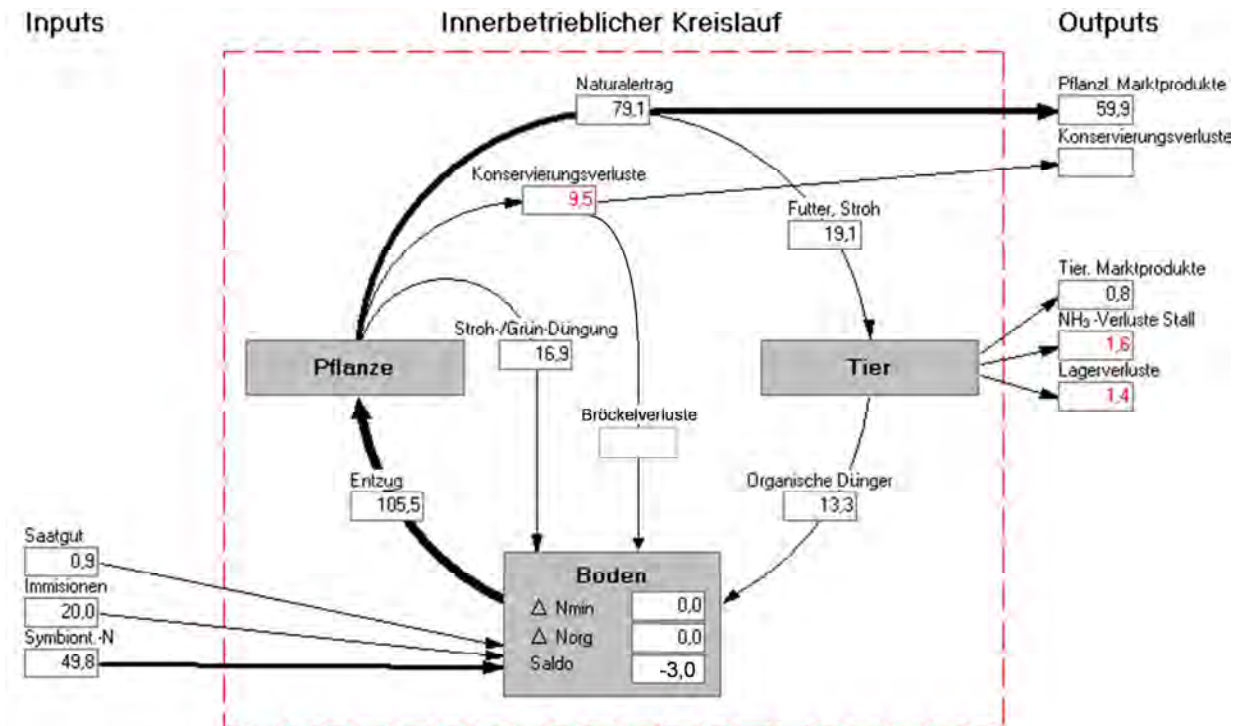 Inputs
Innerbetrieblicher Kreislauf
Outputs
Naturalertrag
79,1
Pflanzl. Marktprodukte
59,9
Konservierungsverluste
Konservierungsverluste
9,5
Futter, Stroh
19,1
Tier. Marktprodukte
0,8
NH₃-Verluste Stall
1,6
Lagerverluste
1,4
Stroh-/Grün-Düngung
16,9
Pflanze
Tier
Bröckelverluste
Entzug
105,5
Organische Dünger
13,3
Saatgut
0,9
Immisionen
20,0
Symbiont.-N
49,8
Boden
△ Nmin 0,0
△ Norg 0,0
Saldo -3,0